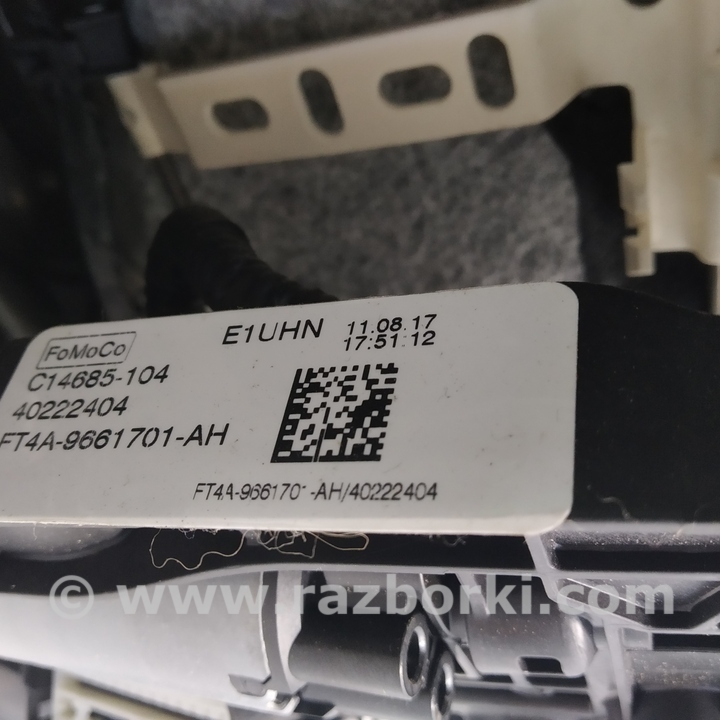 E1UHN 11.08.17
17:51:12
FoMoCo
C14685-104
40222404
FT4A-9661701-AH
FT4A-9661701-AH/40222404
© www.razborki.com